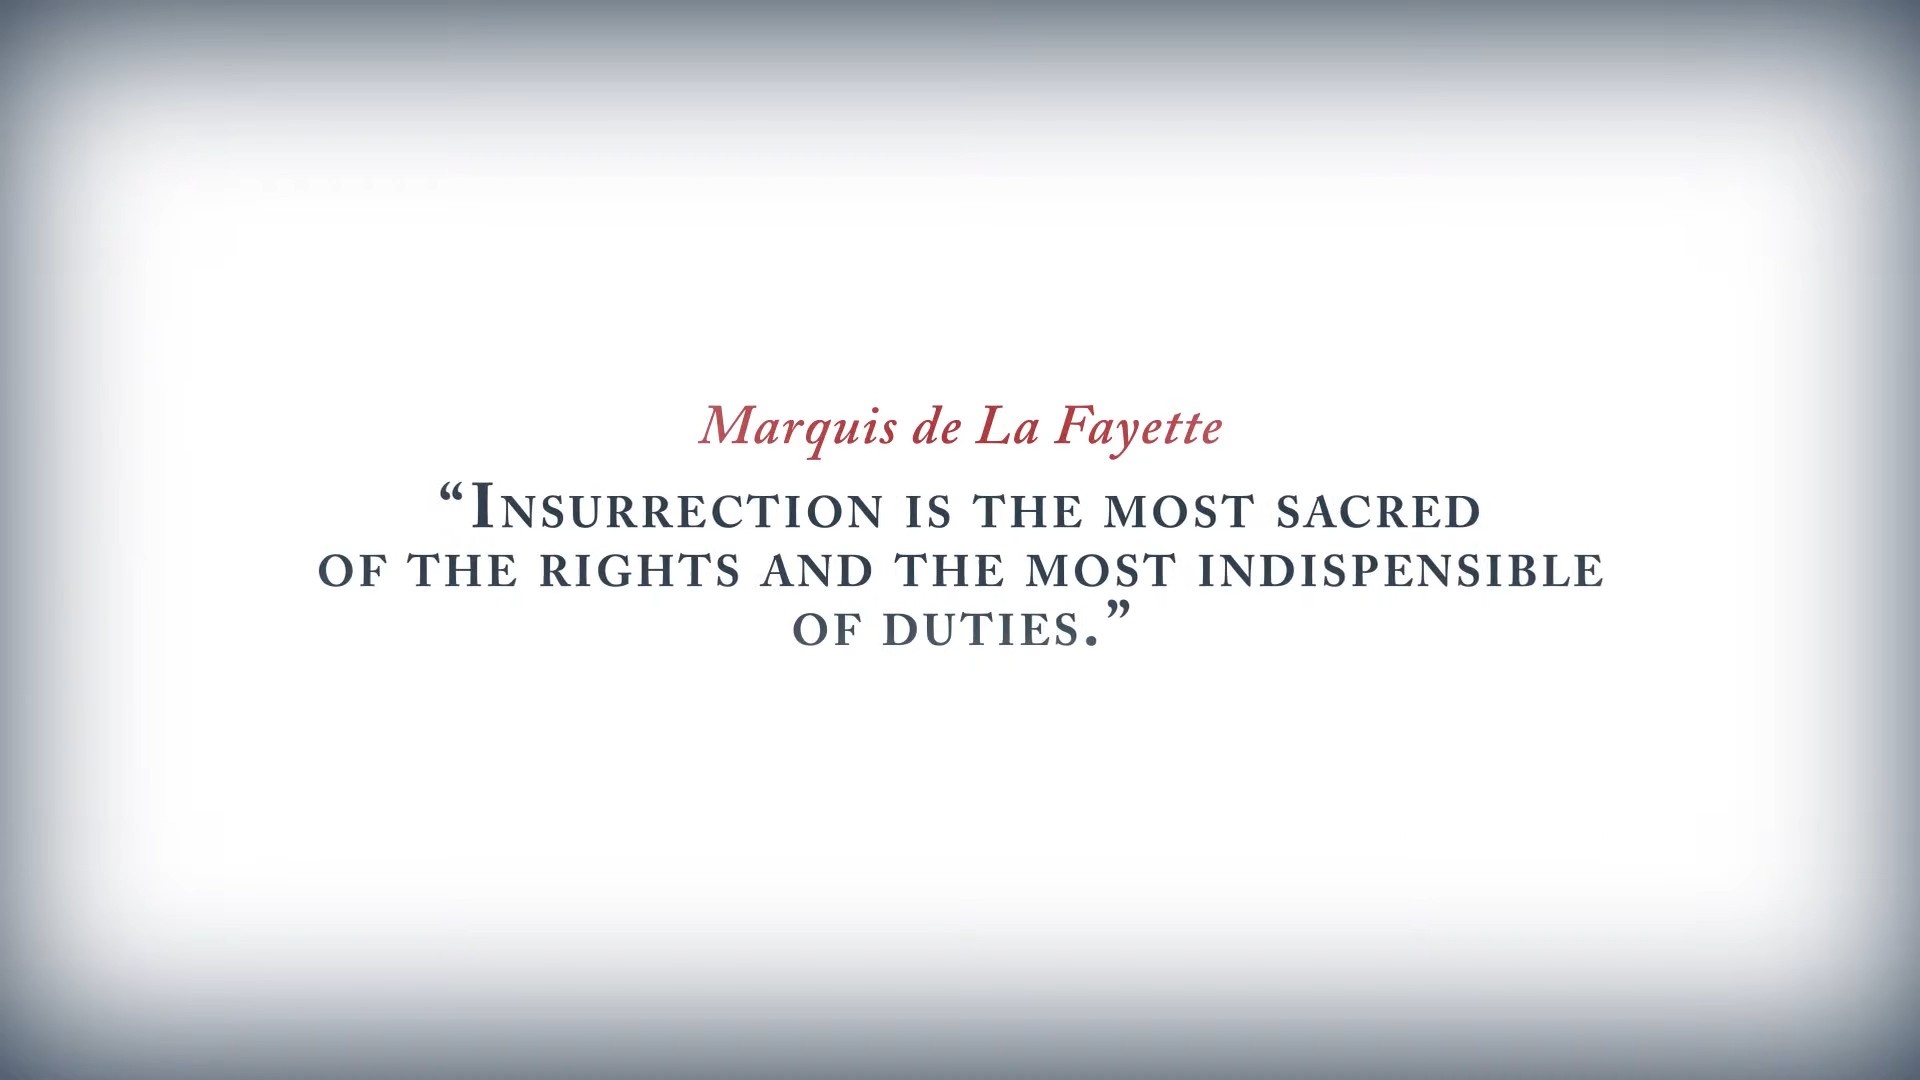 Marquis de La Fayette
“Insurrection is the most sacred
of the rights and the most indispensible
of duties.”